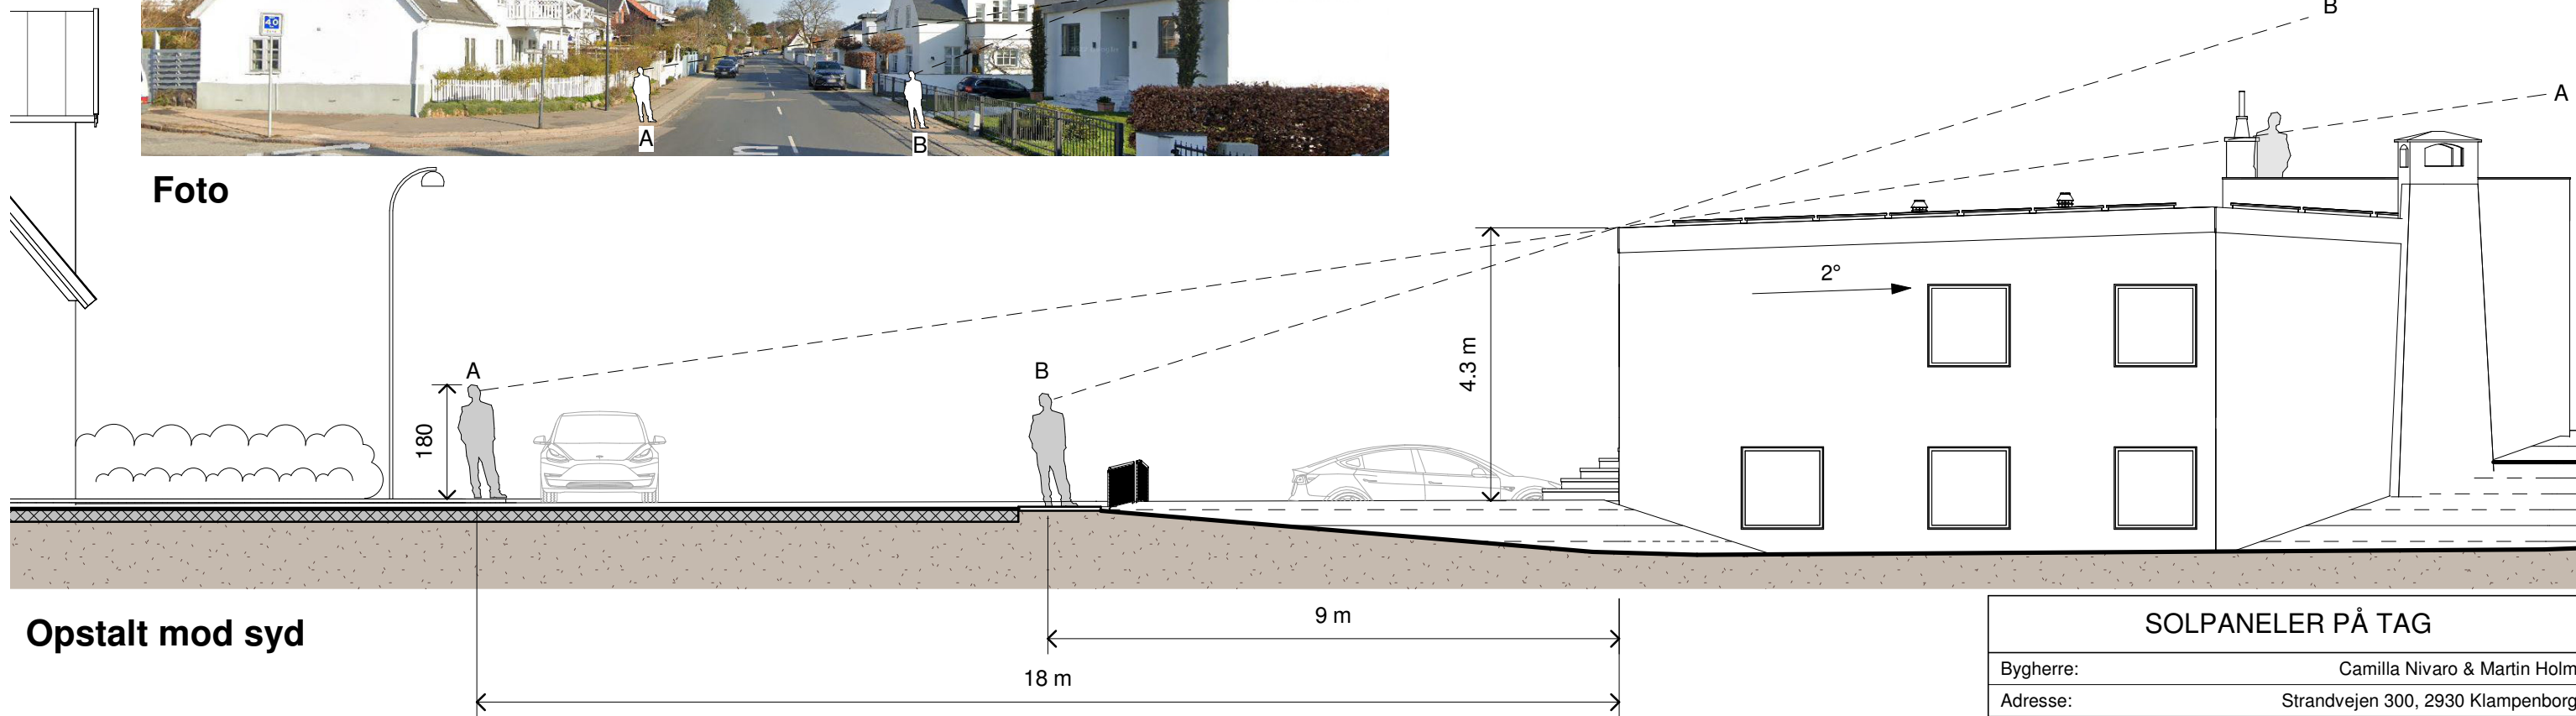 B
A
40
A
B
Foto
2°
4.3 m
A
B
180
9 m
18 m
Opstalt mod syd
SOLPANELER PÅ TAG
Bygherre: Camilla Nivaro & Martin Holm
Adresse: Strandvejen 300, 2930 Klampenborg